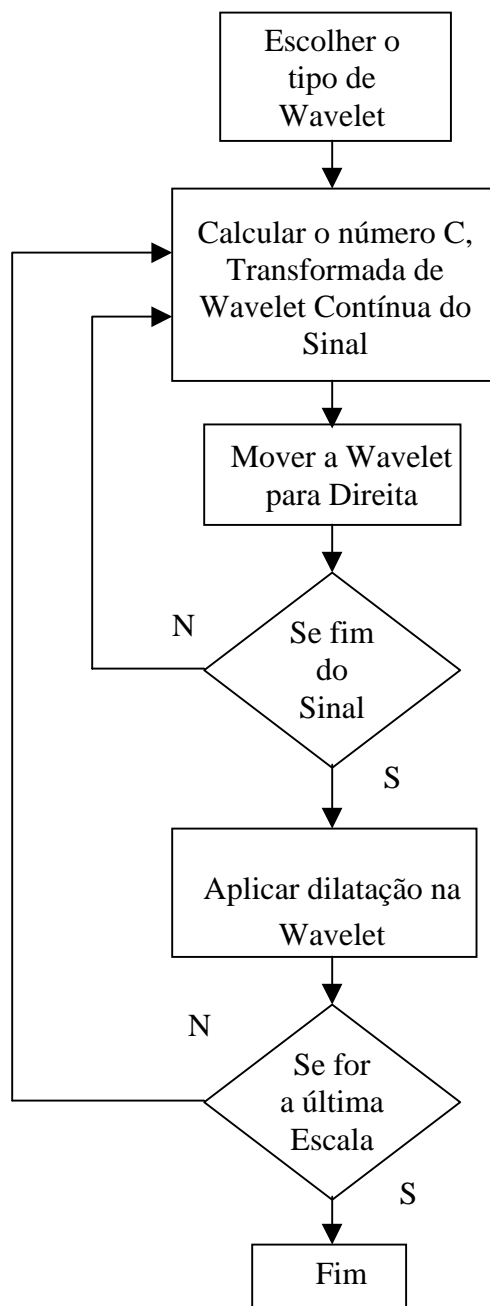 Escolher o
tipo de
Wavelet
Calcular o número C,
Transformada de
Wavelet Contínua do
Sinal
Mover a Wavelet
para Direita
N
Se fim
do
Sinal
S
Aplicar dilatação na
Wavelet
N
Se for
a última
Escala
S
Fim